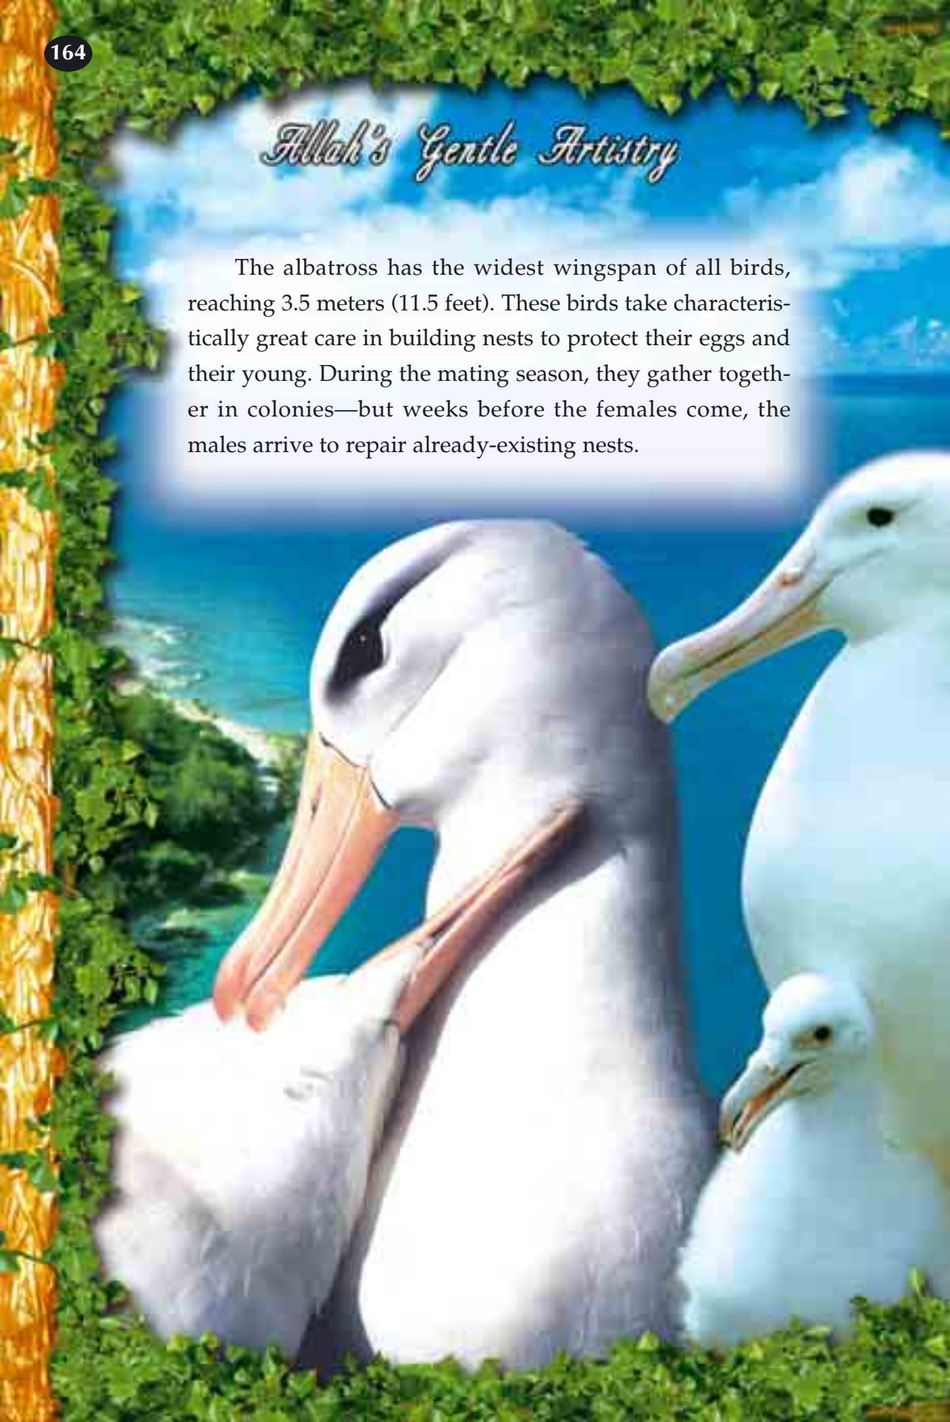 164
Allah's Gentle Artistry
The albatross has the widest wingspan of all birds,
reaching 3.5 meters (11.5 feet). These birds take characteris-
tically great care in building nests to protect their eggs and
their young. During the mating season, they gather togeth-
er in colonies—but weeks before the females come, the
males arrive to repair already-existing nests.